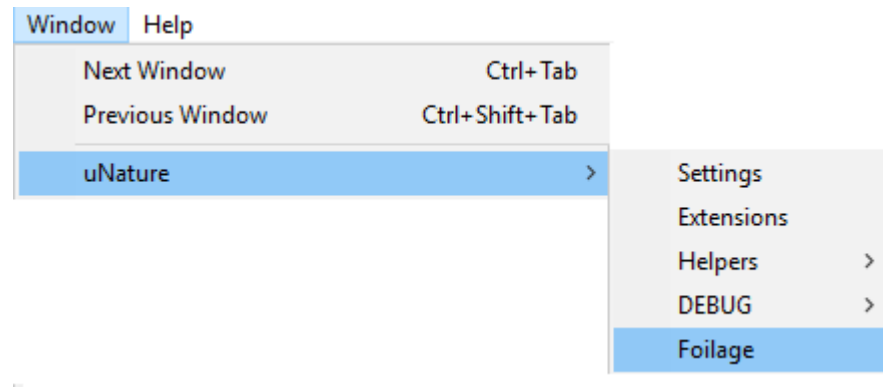 Window Help
Next Window Ctrl+Tab
Previous Window Ctrl+Shift+Tab
uNature >
Settings
Extensions
Helpers >
DEBUG >
Foilage